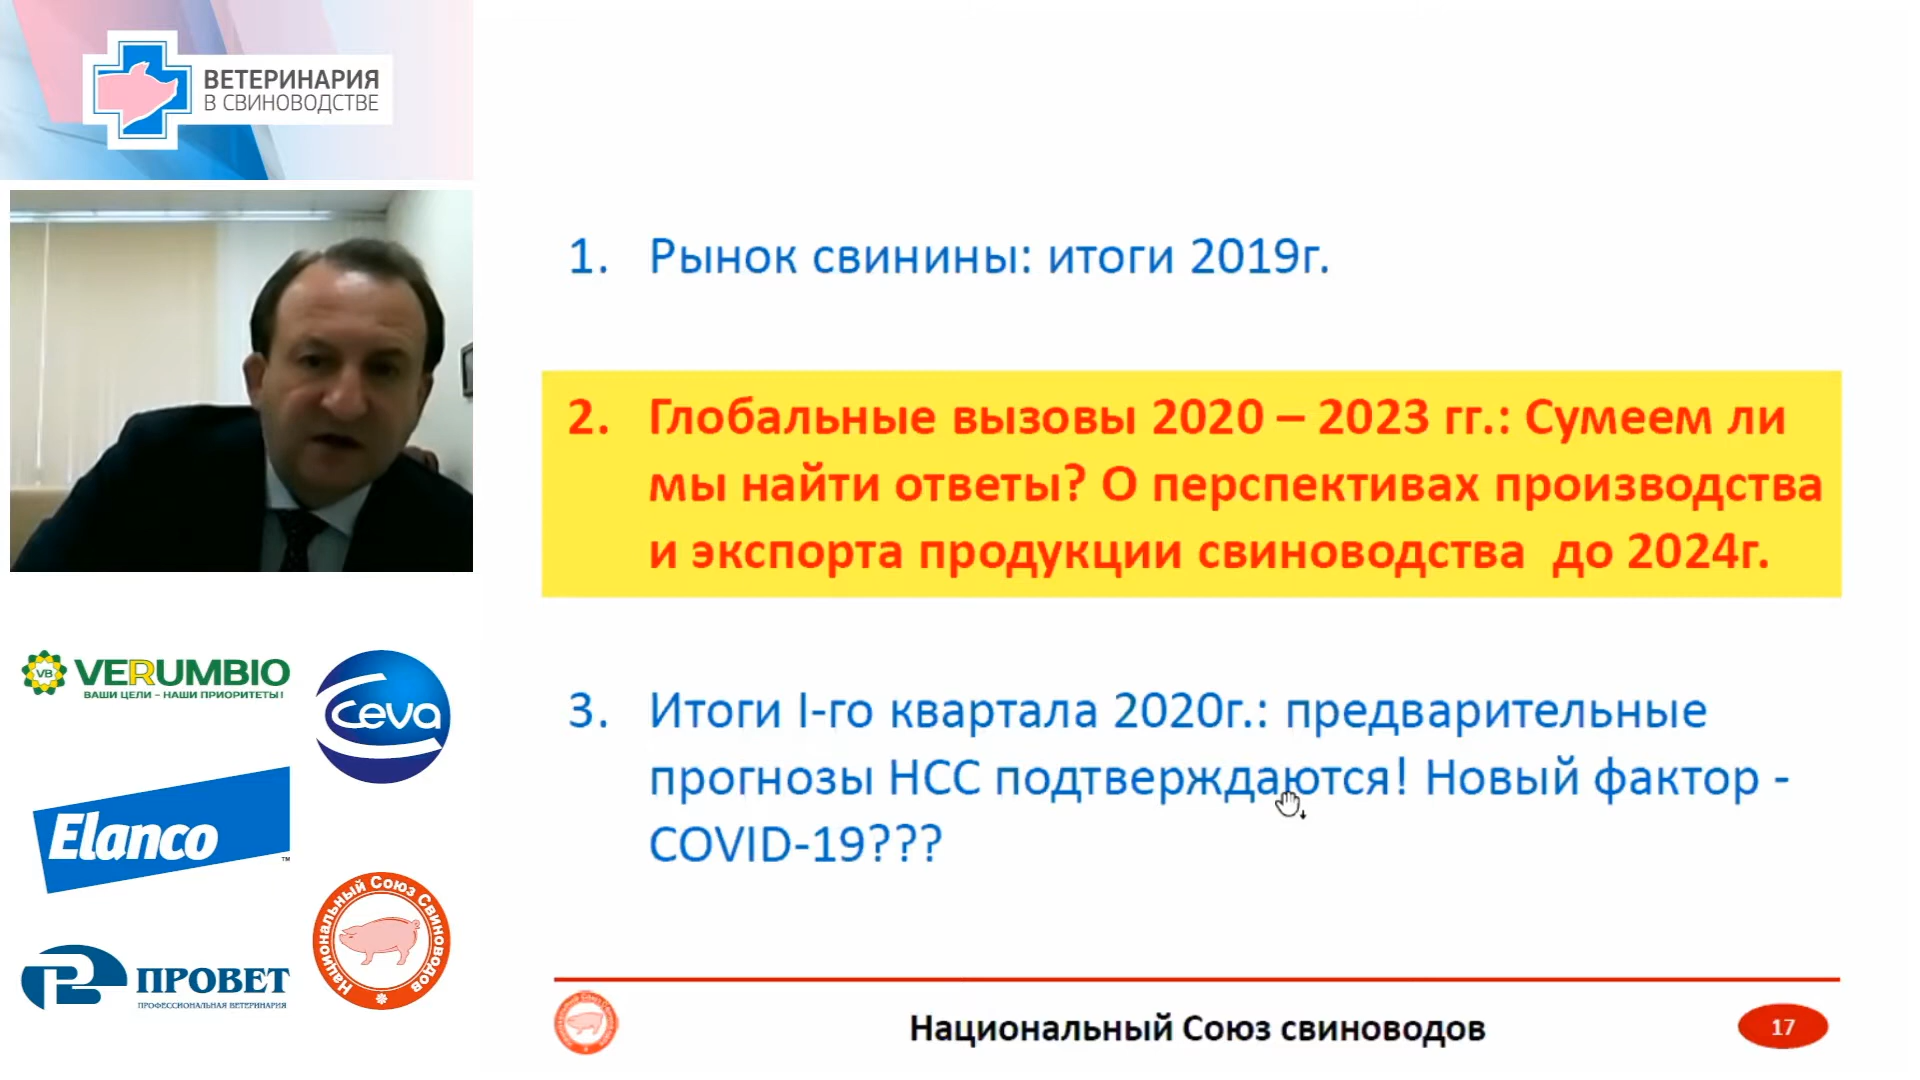 ВЕТЕРИНАРИЯ
В СВИНОВОДСТВЕ
1. Рынок свинины: итоги 2019г.
2. Глобальные вызовы 2020 – 2023 гг.: Сумеем ли
мы найти ответы? О перспективах производства
и экспорта продукции свиноводства до 2024г.
3. Итоги I-го квартала 2020г.: предварительные
прогнозы НСС подтверждаются! Новый фактор -
COVID-19???
VB
VERUMBIO
ВАШИ ЦЕЛИ – НАШИ ПРИОРИТЕТЫ!
Ceva
Elanco
™
Национальный Союз Свиноводов
ПРОВЕТ
ПРОФЕССИОНАЛЬНАЯ ВЕТЕРИНАРИЯ
Национальный Союз свиноводов
17